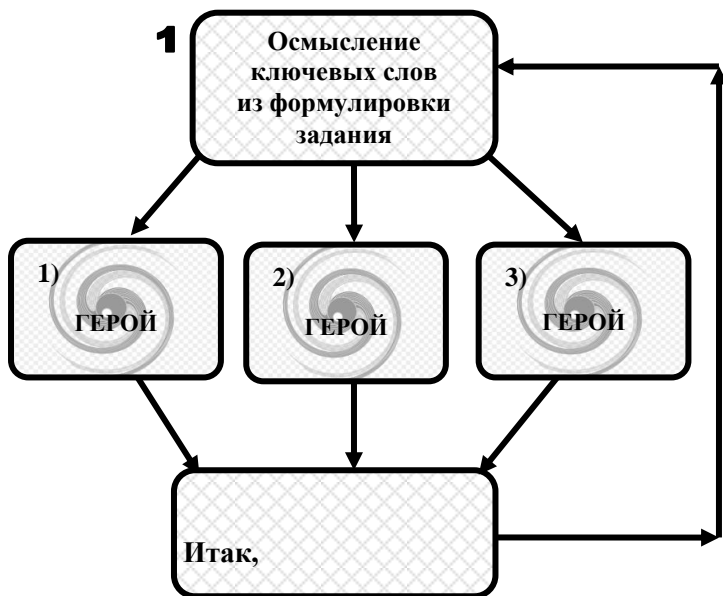 1
Осмысление
ключевых слов
из формулировки
задания
1)
ГЕРОЙ
2)
ГЕРОЙ
3)
ГЕРОЙ
Итак,